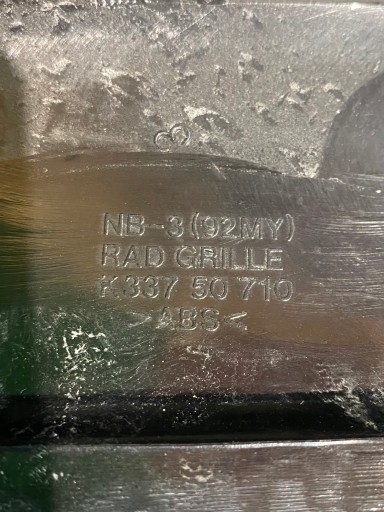 NB-3(92MY)
RAD GRILLE
K337 50 710
>ABS<